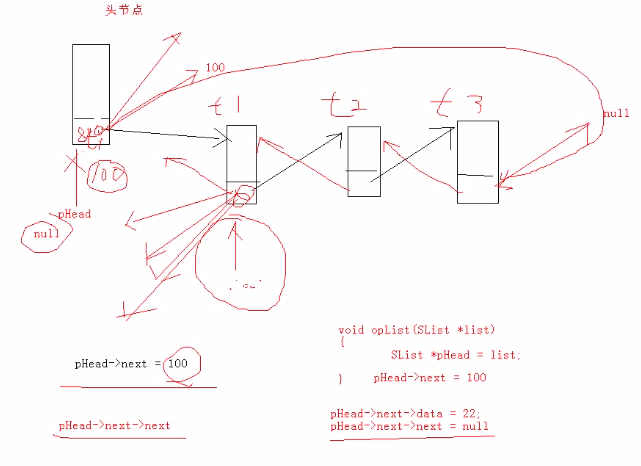 头节点
100
t1
t2
t3
null
100
pHead
null
pHead->next = 100
pHead->next->next
void opList(SList *list)
{
SList *pHead = list;
} pHead->next = 100
pHead->next->data = 22;
pHead->next->next = null